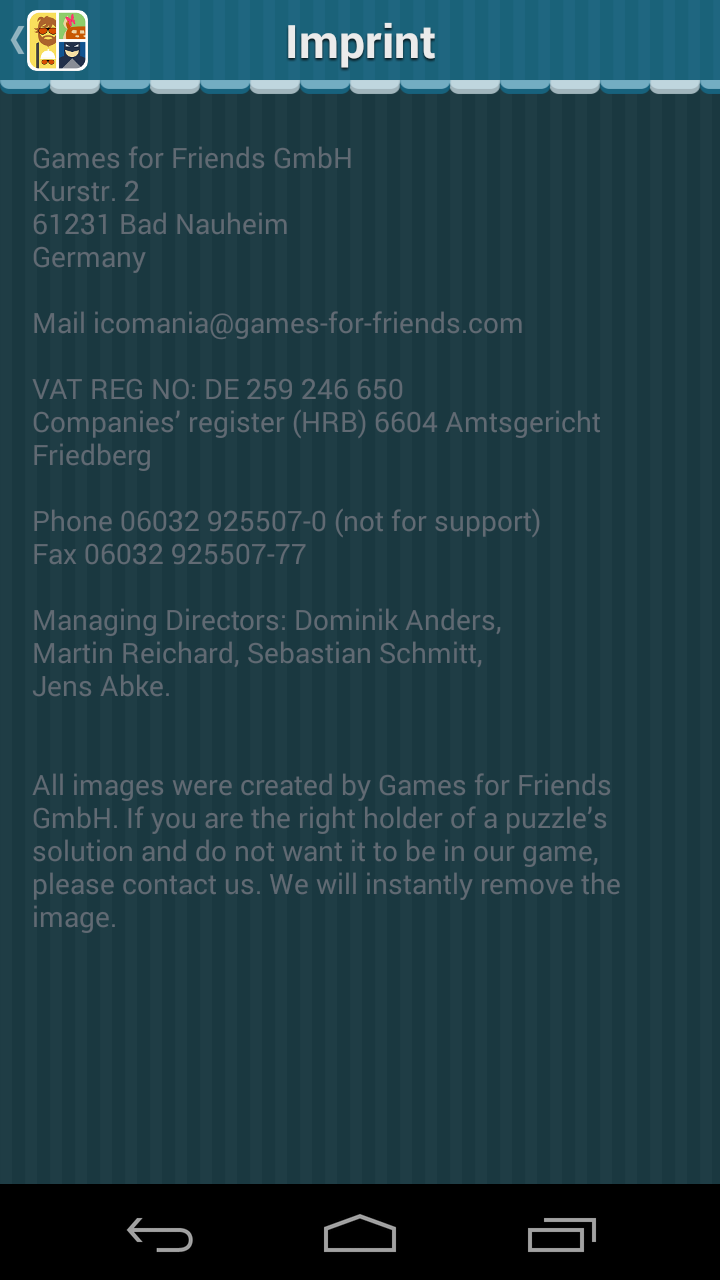 Imprint
Games for Friends GmbH
Kurstr. 2
61231 Bad Nauheim
Germany
Mail icomania@games-for-friends.com
VAT REG NO: DE 259 246 650
Companies’ register (HRB) 6604 Amtsgericht
Friedberg
Phone 06032 925507-0 (not for support)
Fax 06032 925507-77
Managing Directors: Dominik Anders,
Martin Reichard, Sebastian Schmitt,
Jens Abke.
All images were created by Games for Friends
GmbH. If you are the right holder of a puzzle’s
solution and do not want it to be in our game,
please contact us. We will instantly remove the
image.